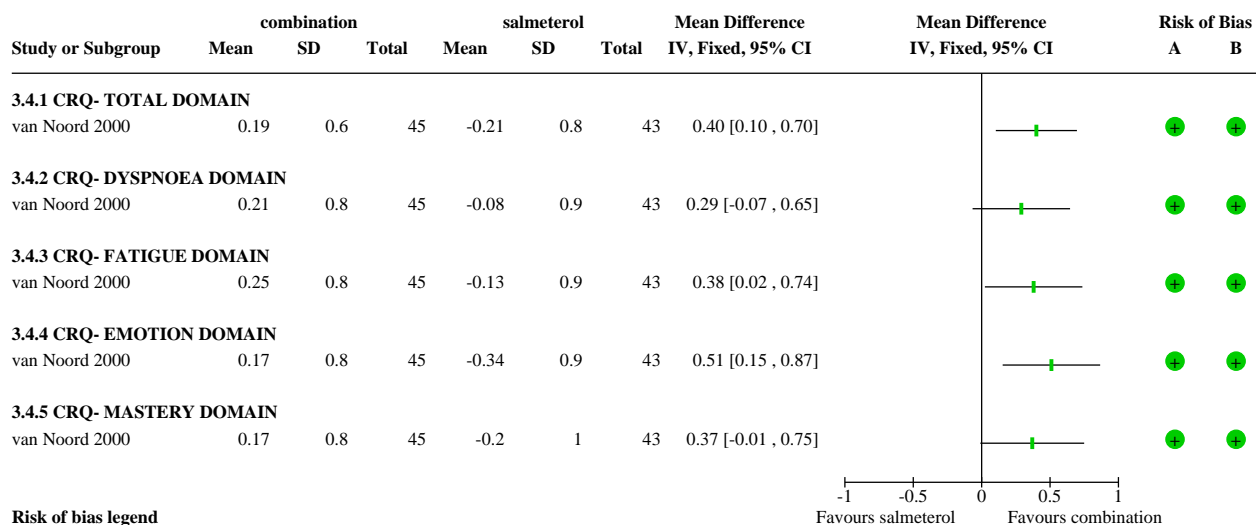 combination salmeterol Mean Difference Mean Difference Risk of Bias
Study or Subgroup Mean SD Total Mean SD Total IV, Fixed, 95% CI IV, Fixed, 95% CI A B
3.4.1 CRQ- TOTAL DOMAIN
van Noord 2000 0.19 0.6 45 -0.21 0.8 43 0.40 [0.10 , 0.70] + +
3.4.2 CRQ- DYSPNOEA DOMAIN
van Noord 2000 0.21 0.8 45 -0.08 0.9 43 0.29 [-0.07 , 0.65] + +
3.4.3 CRQ- FATIGUE DOMAIN
van Noord 2000 0.25 0.8 45 -0.13 0.9 43 0.38 [0.02 , 0.74] + +
3.4.4 CRQ- EMOTION DOMAIN
van Noord 2000 0.17 0.8 45 -0.34 0.9 43 0.51 [0.15 , 0.87] + +
3.4.5 CRQ- MASTERY DOMAIN
van Noord 2000 0.17 0.8 45 -0.2 1 43 0.37 [-0.01 , 0.75] + +
-1 -0.5 0 0.5 1
Risk of bias legend Favours salmeterol Favours combination